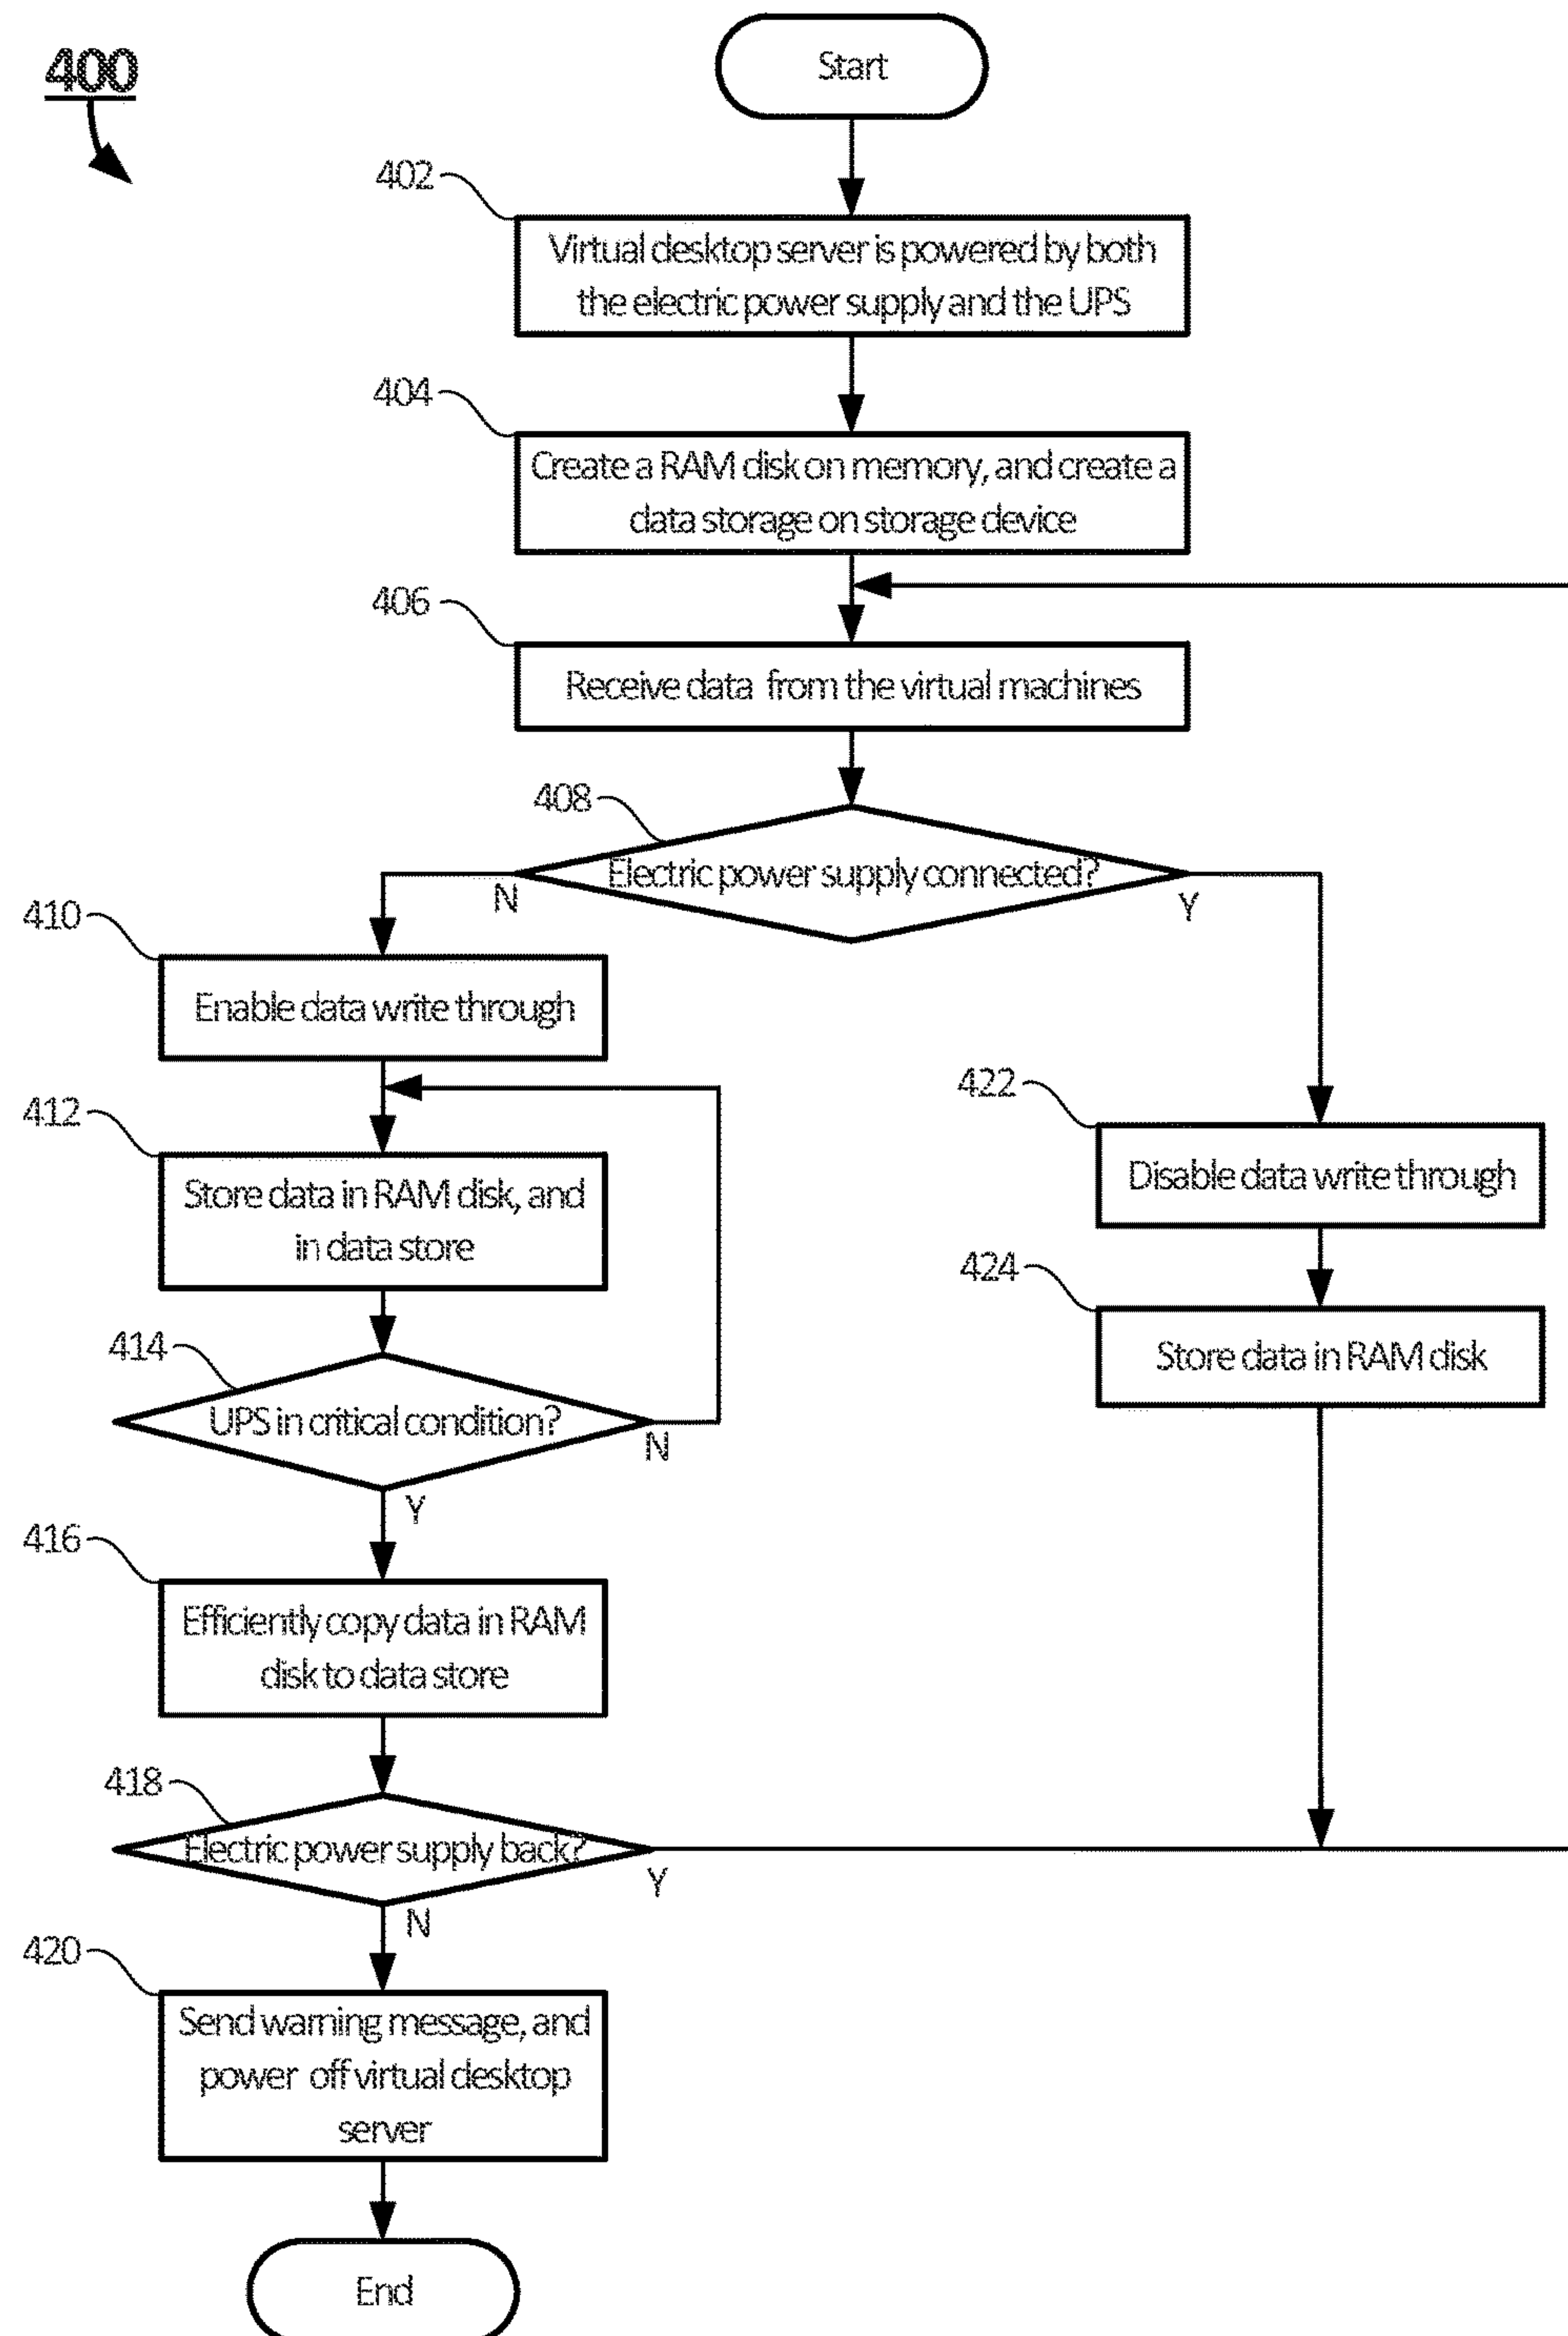 400
Start
402
Virtual desktop server is powered by both
the electric power supply and the UPS
404
Create a RAM disk on memory, and create a
data storage on storage device
406
Receive data from the virtual machines
408
Electric power supply connected?
N
Y
410
Enable data write through
412
Store data in RAM disk, and
in data store
414
UPS in critical condition?
N
Y
416
Efficiently copy data in RAM
disk to data store
418
Electric power supply back?
Y
N
420
Send warning message, and
power off virtual desktop
server
End
422
Disable data write through
424
Store data in RAM disk